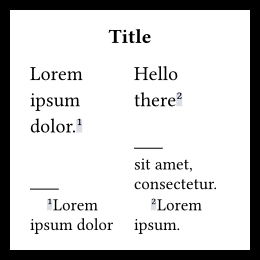 Title
Lorem
ipsum
dolor.¹
¹Lorem
ipsum dolor
Hello
there²
sit amet,
consectetur.
²Lorem
ipsum.